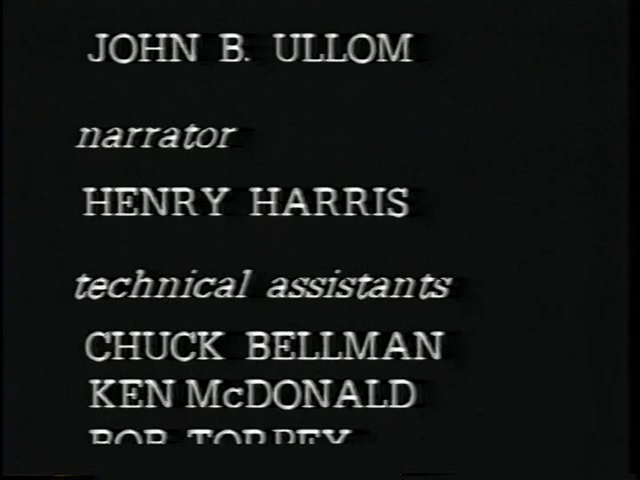 JOHN B. ULLOM
narrator
HENRY HARRIS
technical assistants
CHUCK BELLMAN
KEN McDONALD